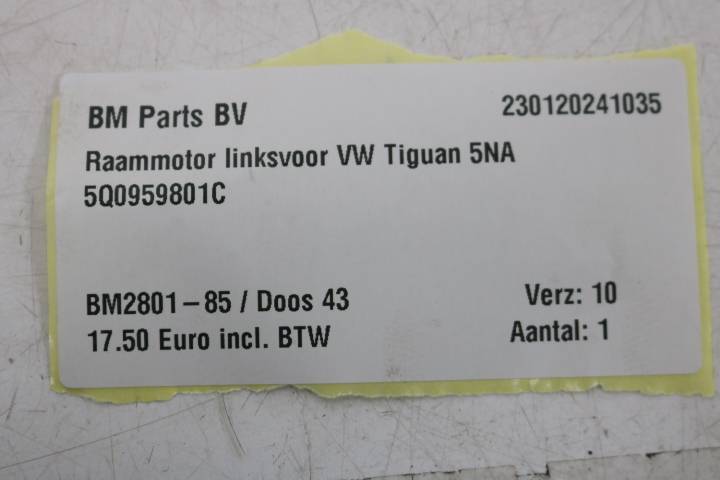 BM Parts BV 230120241035
Raammotor linksvoor VW Tiguan 5NA
5Q0959801C
BM2801-85 / Doos 43 Verz: 10
17.50 Euro incl. BTW Aantal: 1